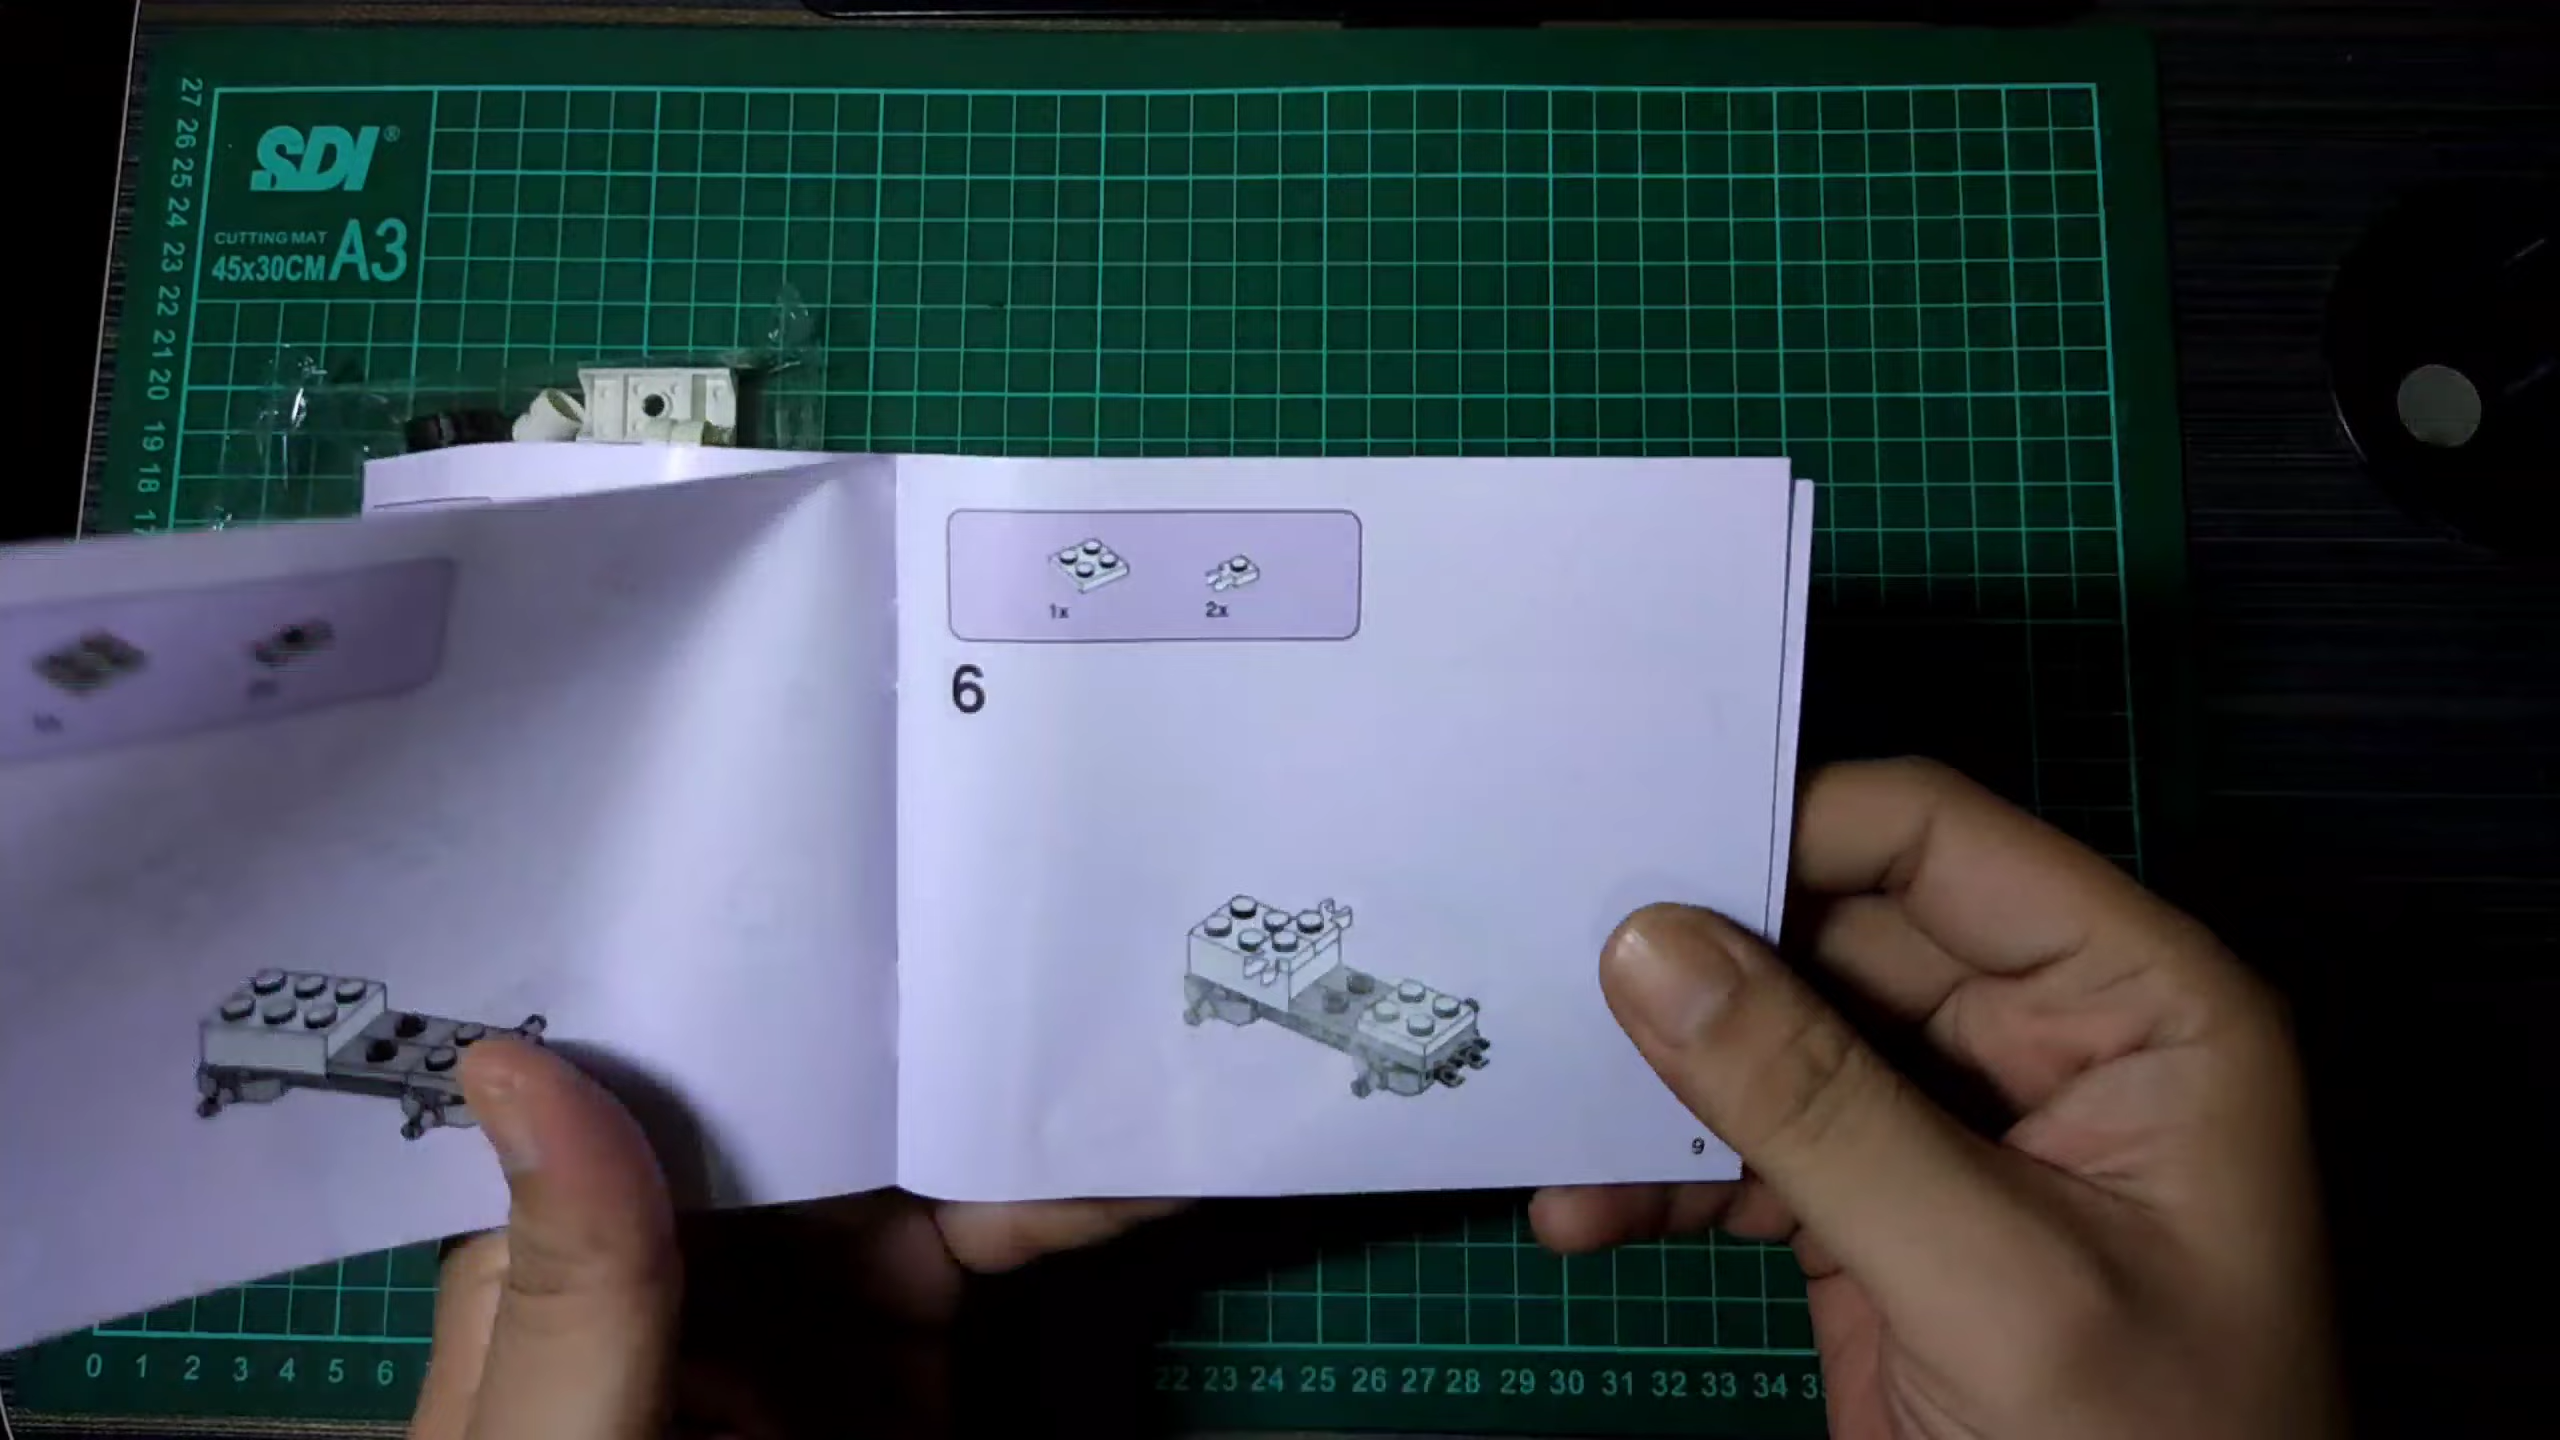 SDI®
CUTTING MAT
45x30CM A3
27 26 25 24 23 22 21 20 19 18 17
1x 2x
6
9
0 1 2 3 4 5 6
22 23 24 25 26 27 28 29 30 31 32 33 34